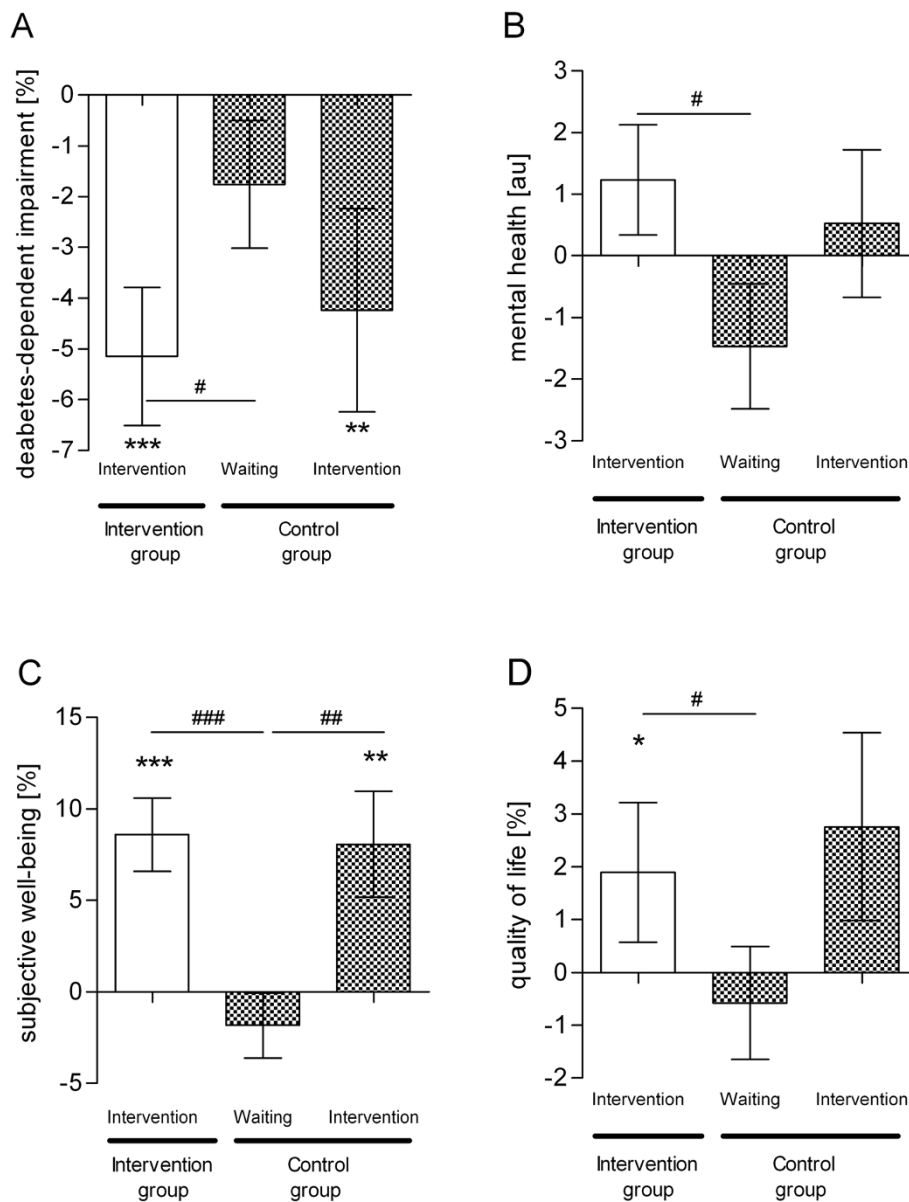 A
deabetes-dependent impairment [%]
0
-1
-2
-3
-4
-5
-6
-7
#
***
**
Intervention Waiting Intervention
Intervention group
Control group
B
mental health [au]
3
2
1
0
-1
-2
-3
#
Intervention Waiting Intervention
Intervention group
Control group
C
subjective well-being [%]
15
10
5
0
-5
### ##
***
**
Intervention Waiting Intervention
Intervention group
Control group
D
quality of life [%]
5
4
3
2
1
0
-1
-2
#
*
Intervention Waiting Intervention
Intervention group
Control group